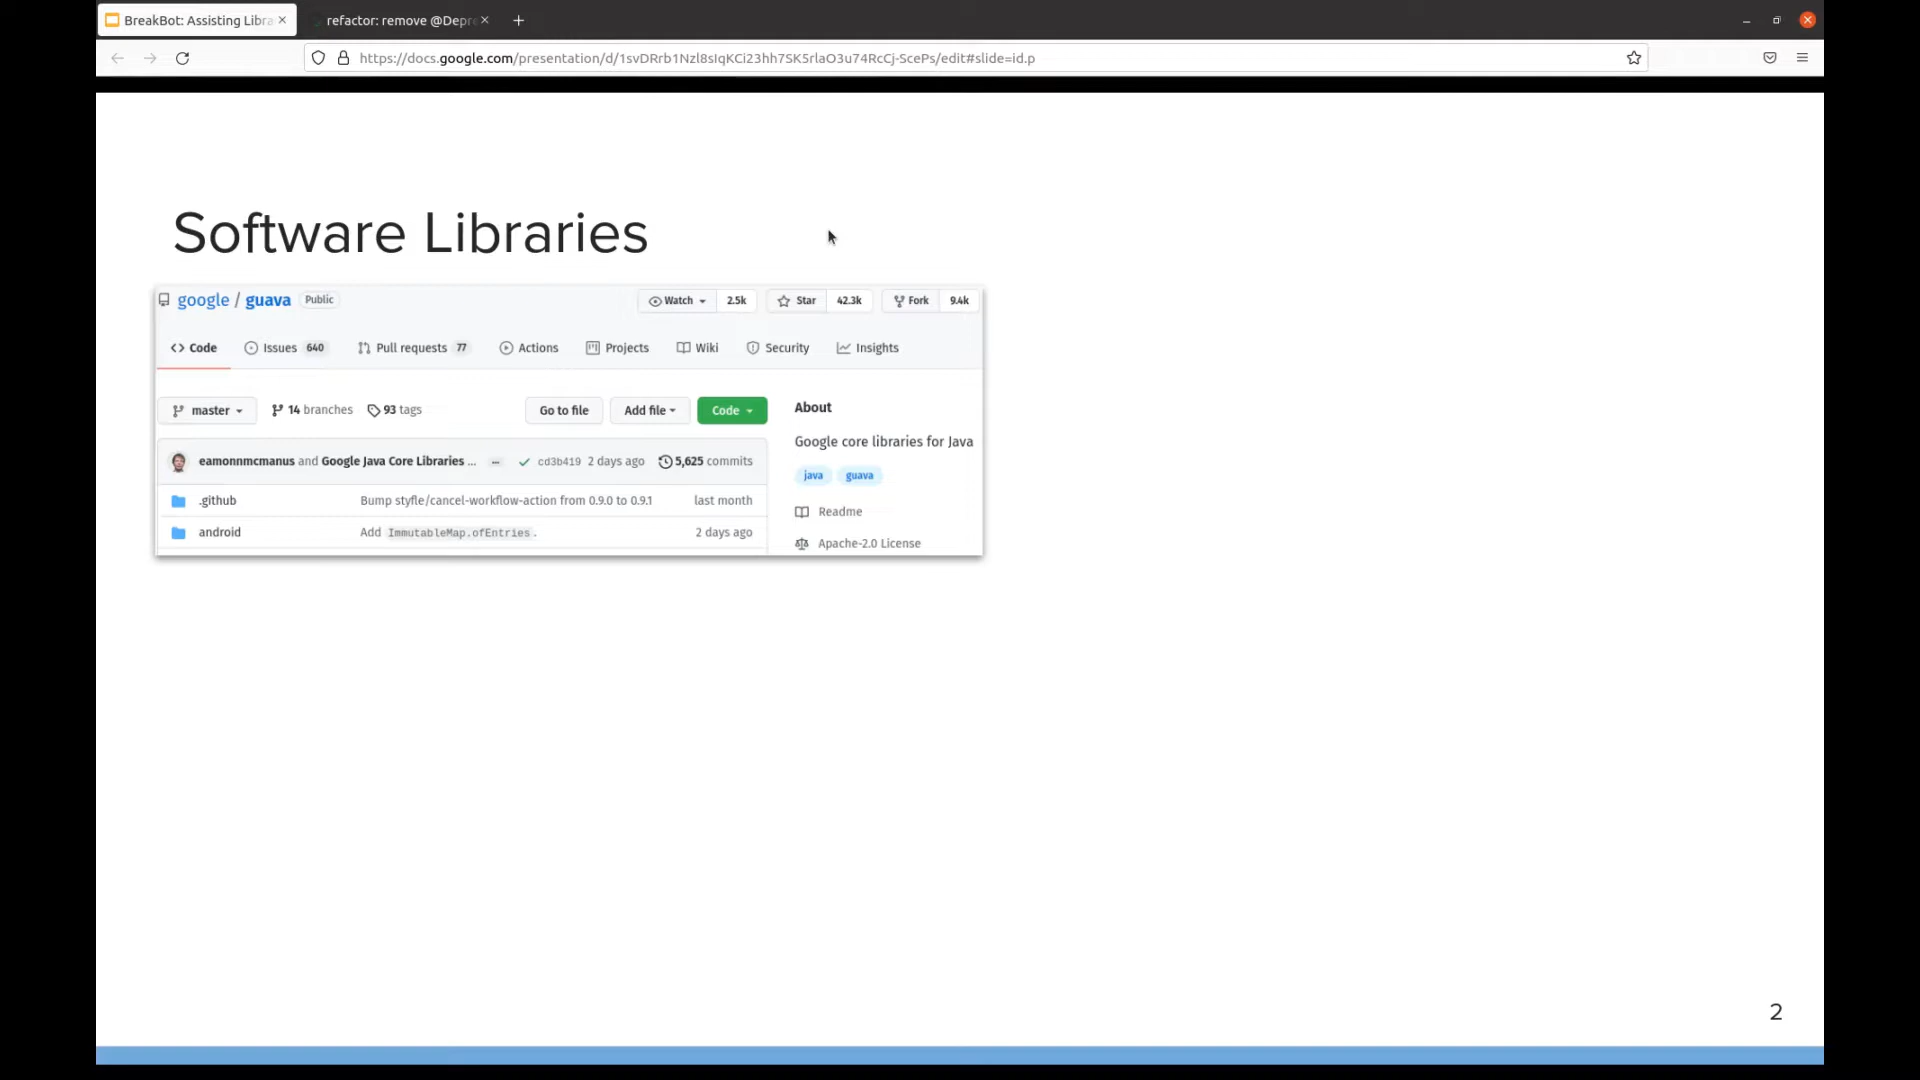 BreakBot: Assisting Libra
refactor: remove @Depre
https://docs.google.com/presentation/d/1svDRrb1Nzl8sIqKCi23hh7SK5rlaO3u74RcCj-ScePs/edit#slide=id.p
Software Libraries
google / guava Public Watch 2.5k Star 42.3k Fork 9.4k
Code Issues 640 Pull requests 77 Actions Projects Wiki Security Insights
master 14 branches 93 tags Go to file Add file Code
eamonnmcmanus and Google Java Core Libraries ... cd3b419 2 days ago 5,625 commits
.github Bump styfle/cancel-workflow-action from 0.9.0 to 0.9.1 last month
android Add ImmutableMap.ofEntries. 2 days ago
About
Google core libraries for Java
java guava
Readme
Apache-2.0 License
2